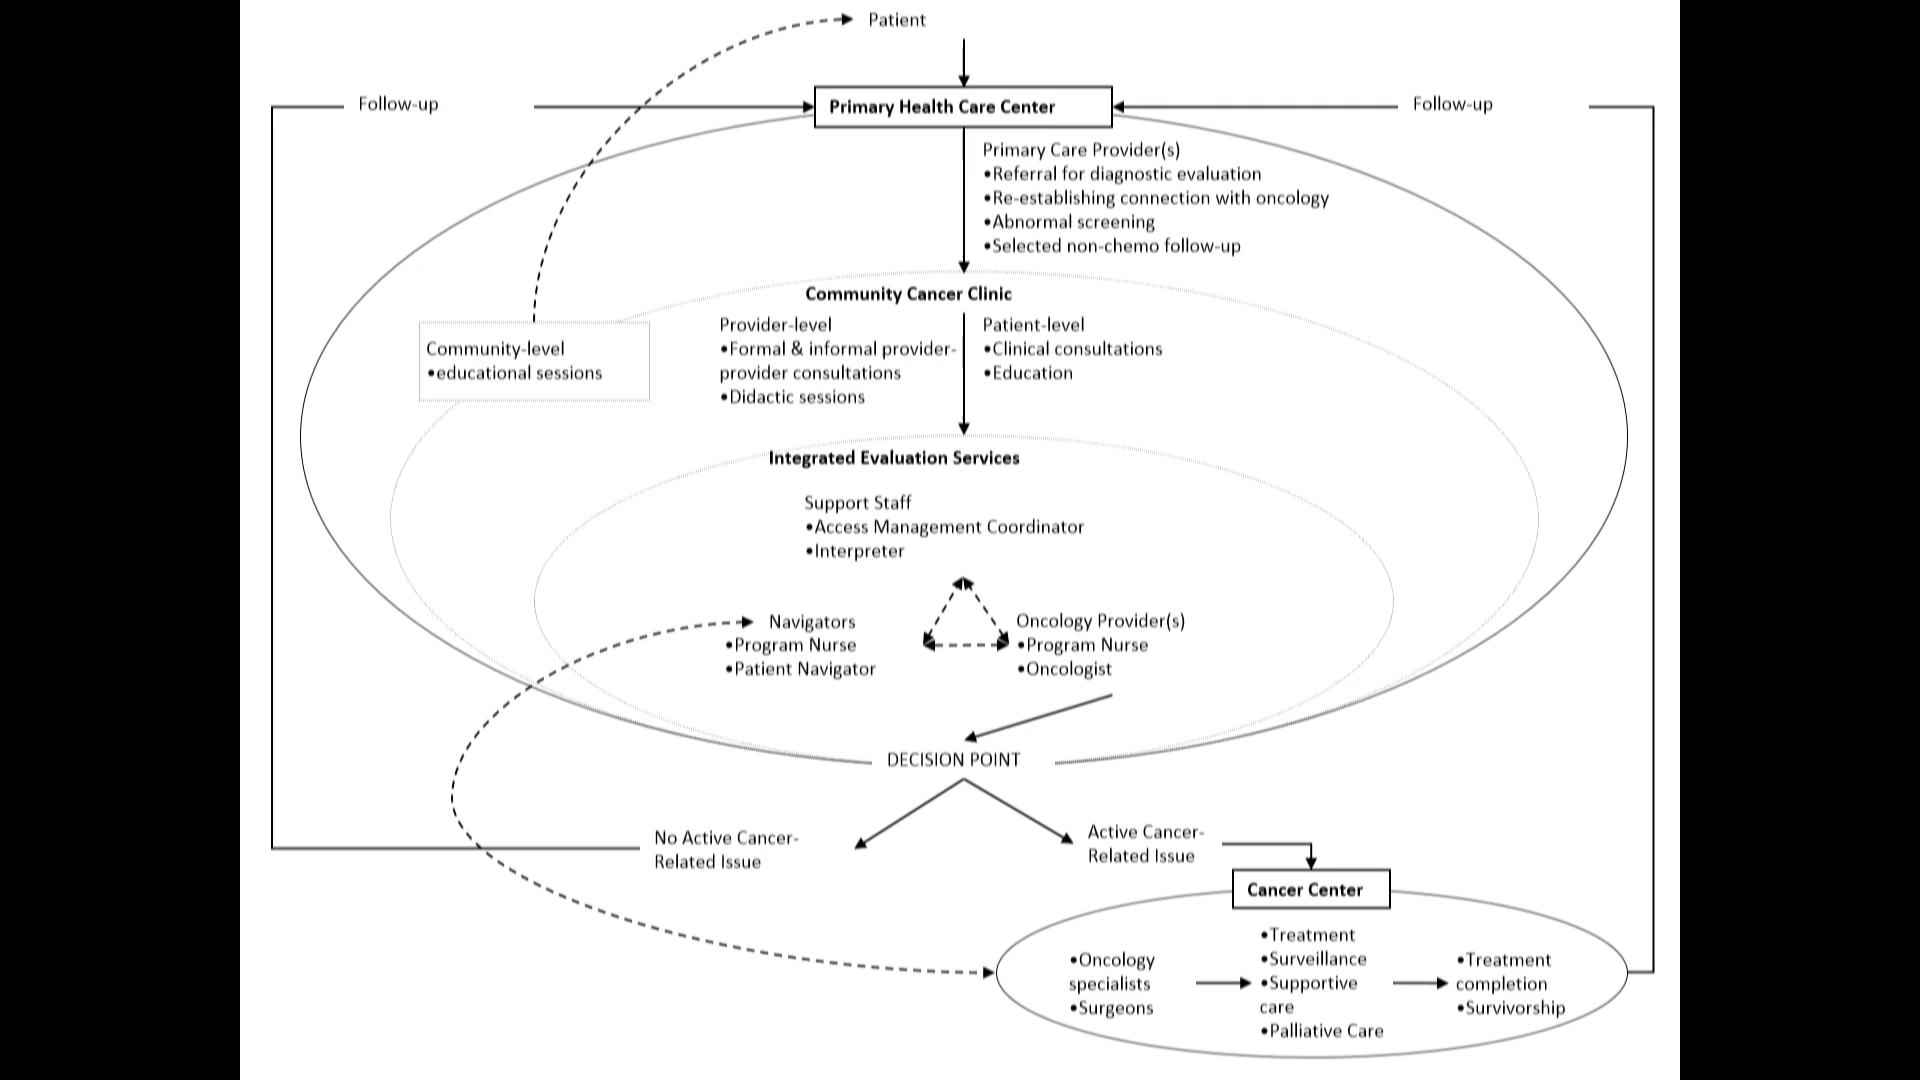 Patient
Follow-up
Primary Health Care Center
Follow-up
Primary Care Provider(s)
•Referral for diagnostic evaluation
•Re-establishing connection with oncology
•Abnormal screening
•Selected non-chemo follow-up
Community Cancer Clinic
Community-level
•educational sessions
Provider-level
•Formal & informal provider-
provider consultations
•Didactic sessions
Patient-level
•Clinical consultations
•Education
Integrated Evaluation Services
Support Staff
•Access Management Coordinator
•Interpreter
Navigators
•Program Nurse
•Patient Navigator
Oncology Provider(s)
•Program Nurse
•Oncologist
DECISION POINT
No Active Cancer-
Related Issue
Active Cancer-
Related Issue
Cancer Center
•Oncology
specialists
•Surgeons
•Treatment
•Surveillance
•Supportive
care
•Palliative Care
•Treatment
completion
•Survivorship